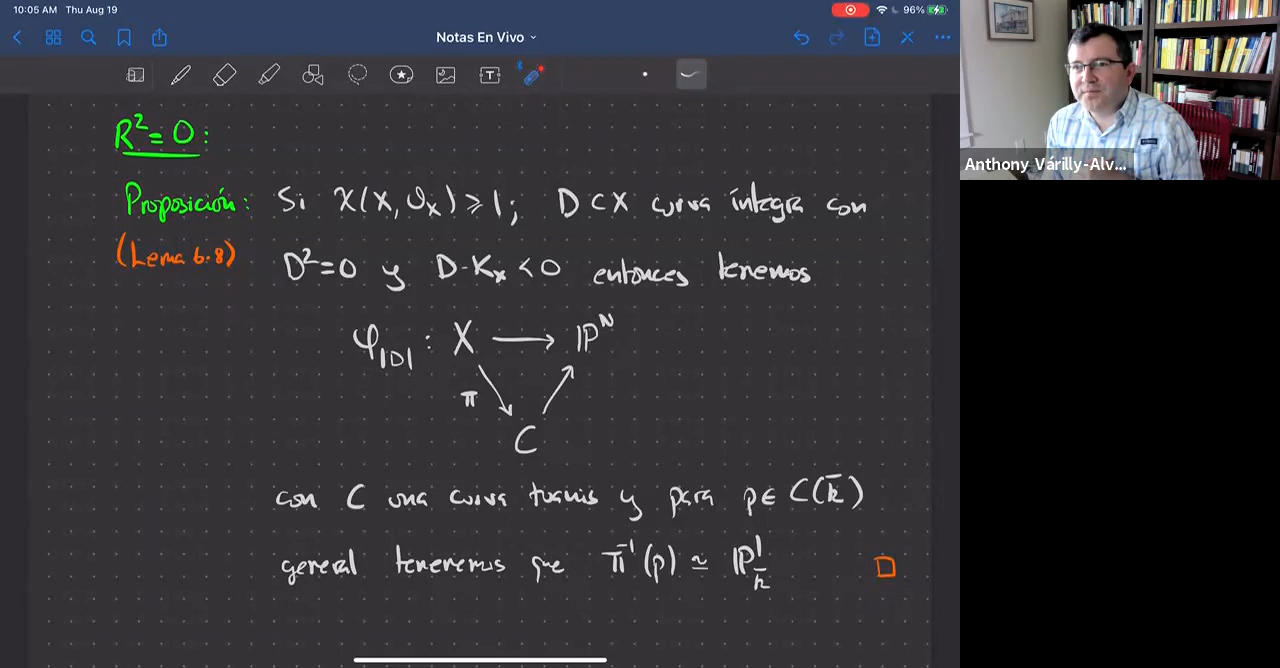 10:05 AM Thu Aug 19
96%
Notas En Vivo
R² = 0 :
Proposición: Si χ(X, O_X) ≥ 1; D ⊂ X curva íntegra con
(Lema 6.8) D² = 0 y D·K_X < 0 entonces tenemos
φ_|D| : X → ℙ^N
π
C
con C una curva y para p ∈ C(k̄)
general tenemos que π⁻¹(p) ≃ ℙ¹_k̄ □
Anthony Várilly-Alv...